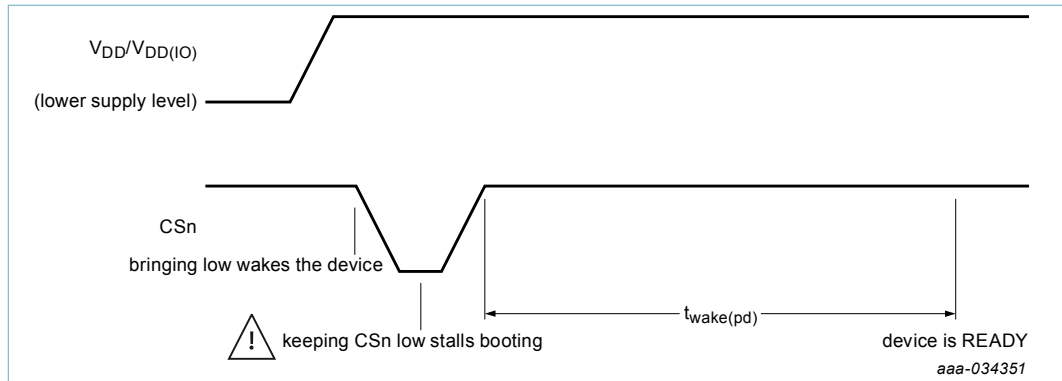 VDD/VDD(IO)
(lower supply level)
CSn
bringing low wakes the device
twake(pd)
! keeping CSn low stalls booting
device is READY
aaa-034351